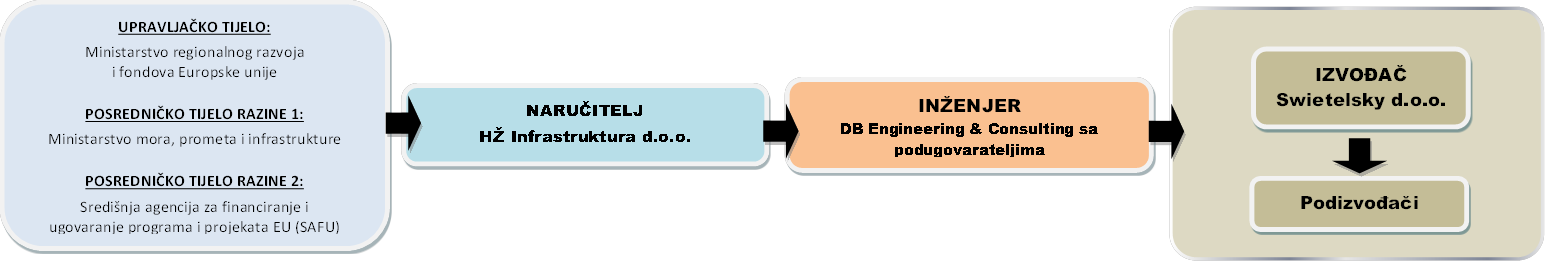 UPRAVLJAČKO TIJELO:
Ministarstvo regionalnog razvoja
i fondova Europske unije
POSREDNIČKO TIJELO RAZINE 1:
Ministarstvo mora, prometa i infrastrukture
POSREDNIČKO TIJELO RAZINE 2:
Središnja agencija za financiranje i
ugovaranje programa i projekata EU (SAFU)
NARUČITELJ
HŽ Infrastruktura d.o.o.
INŽENJER
DB Engineering & Consulting sa
podugovarateljima
IZVOĐAČ
Swietelsky d.o.o.
Podizvođači